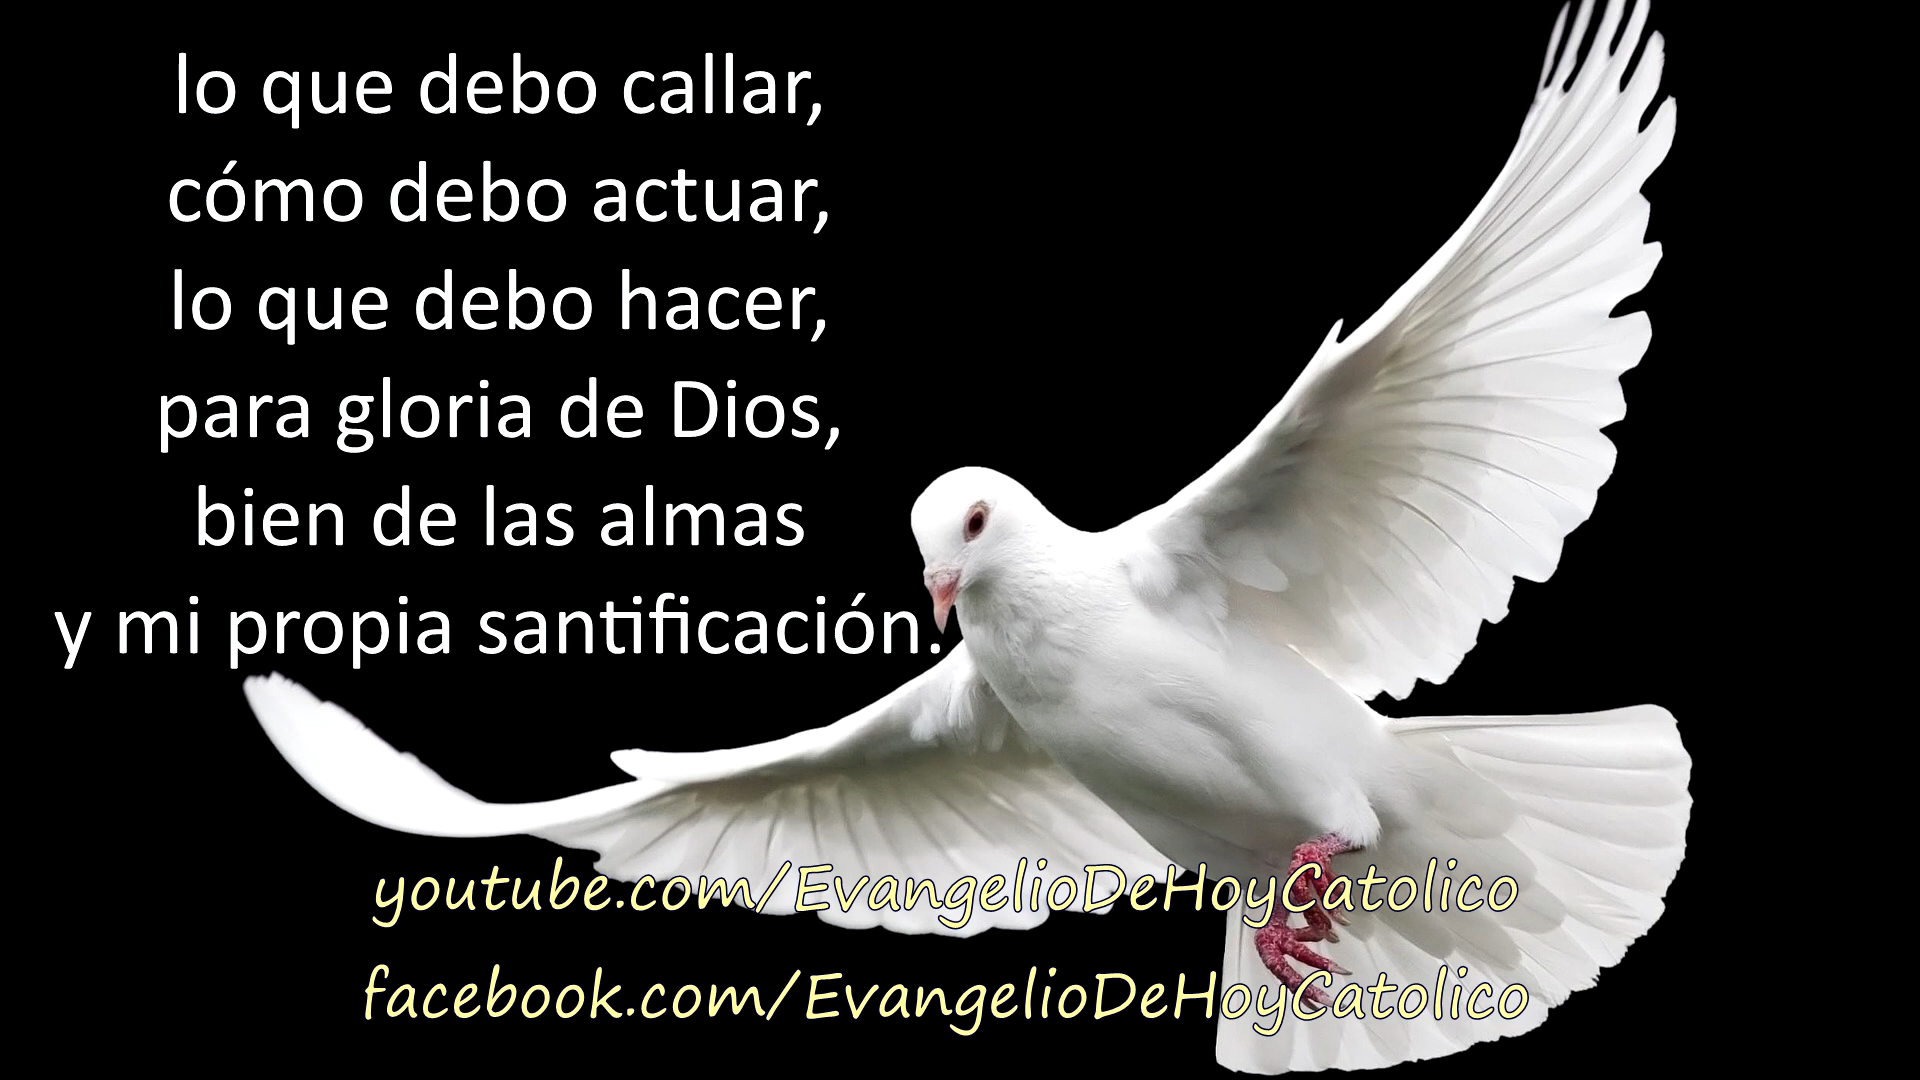 lo que debo callar,
cómo debo actuar,
lo que debo hacer,
para gloria de Dios,
bien de las almas
y mi propia santificación.
youtube.com/EvangelioDeHoyCatolico
facebook.com/EvangelioDeHoyCatolico